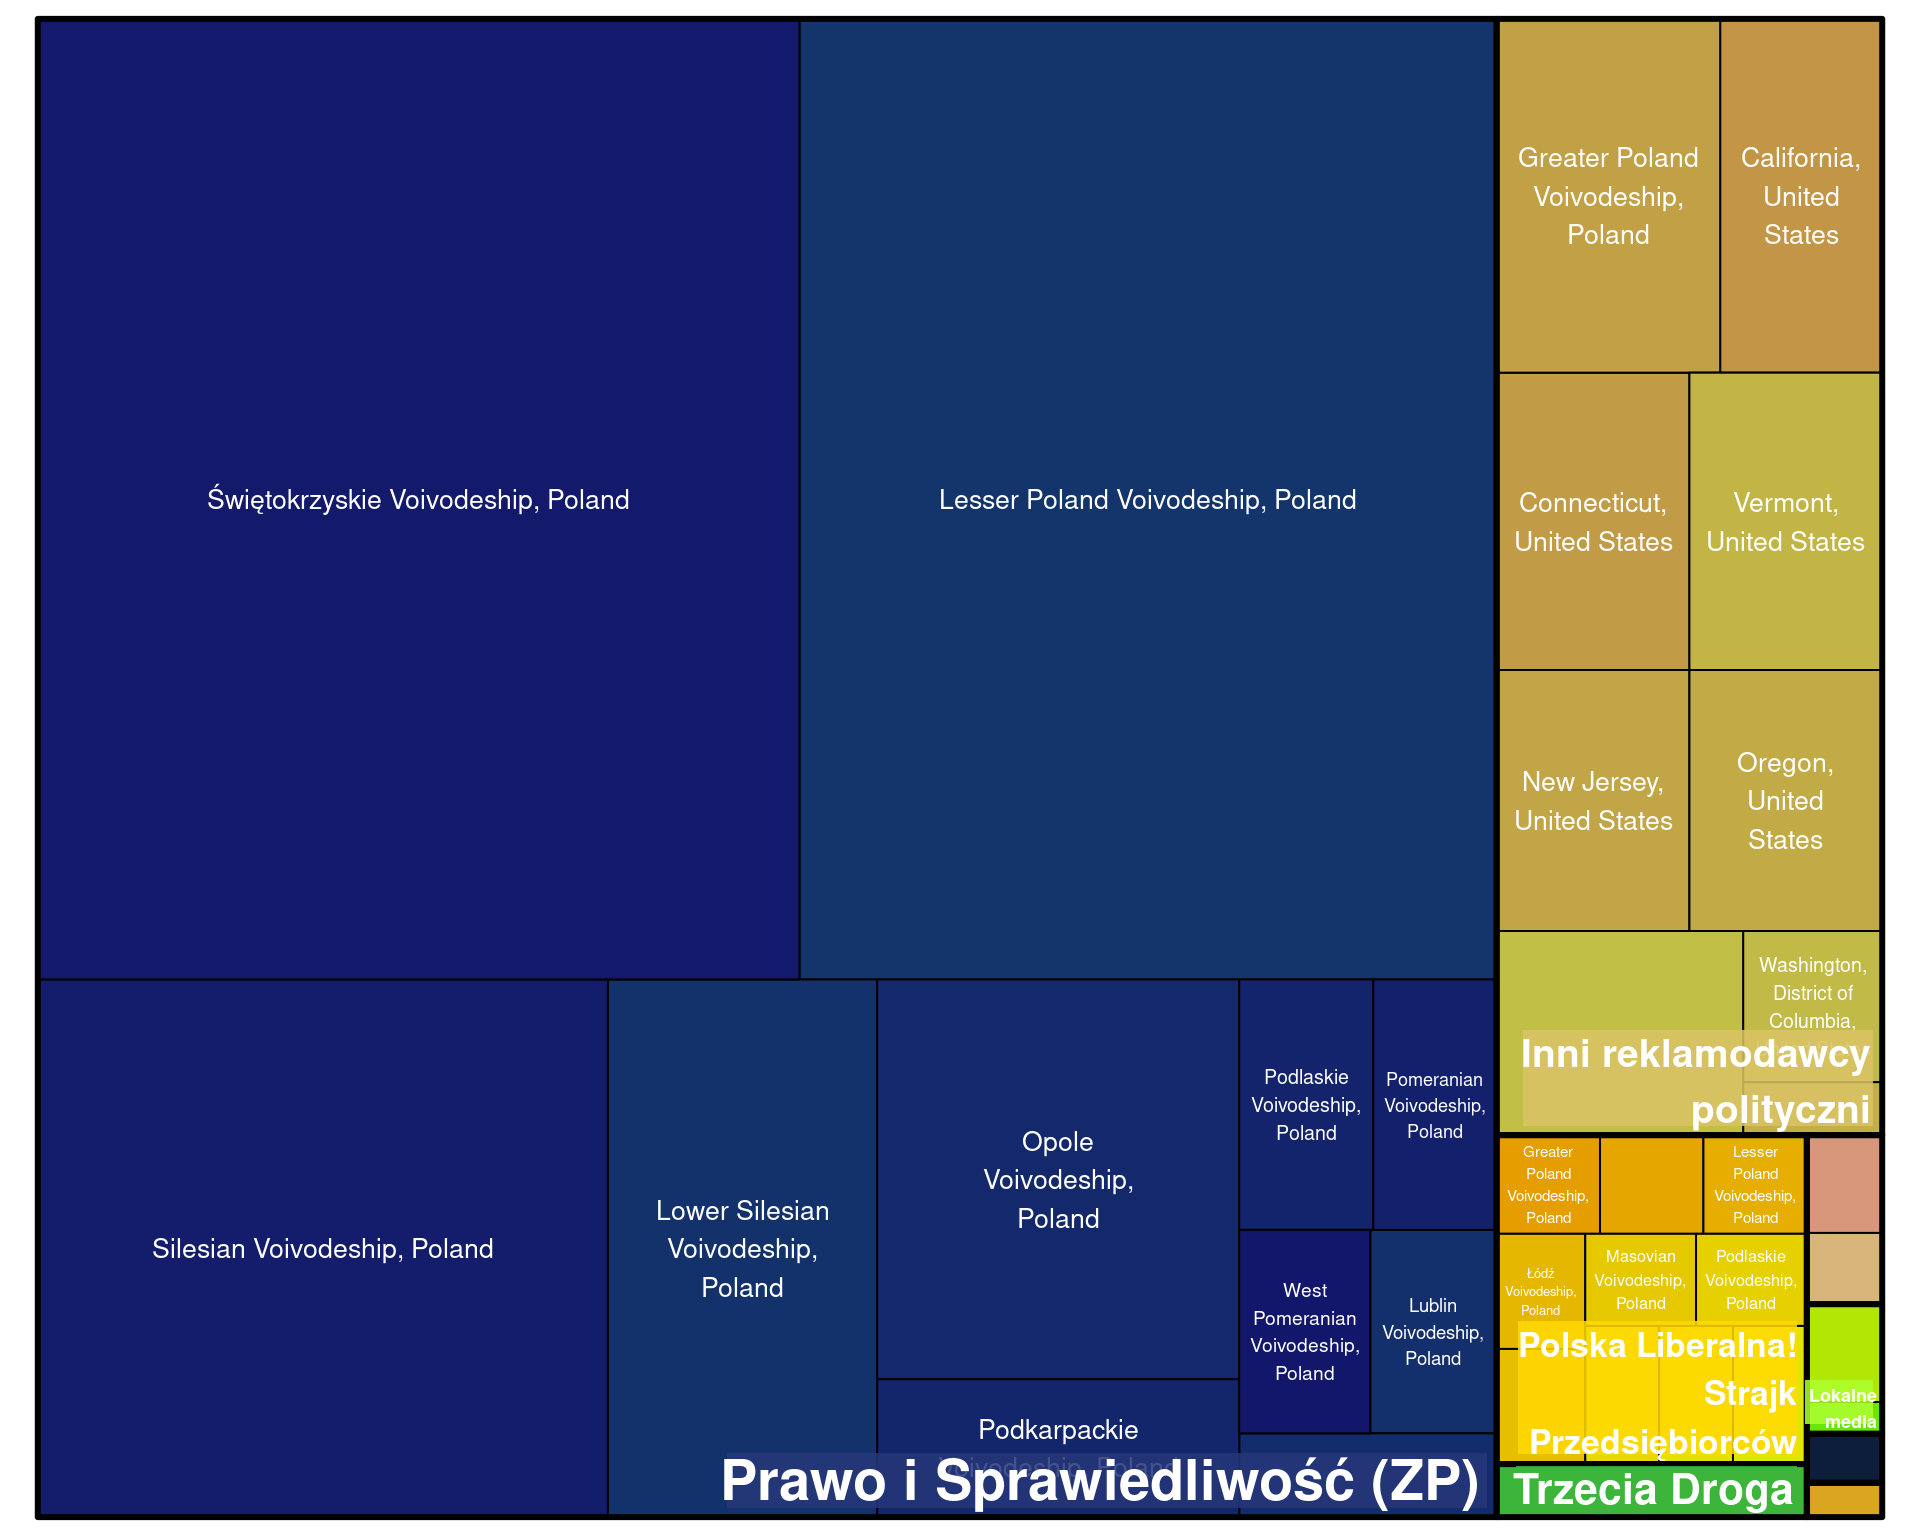 Świętokrzyskie Voivodeship, Poland
Lesser Poland Voivodeship, Poland
Silesian Voivodeship, Poland
Lower Silesian
Voivodeship,
Poland
Opole
Voivodeship,
Poland
Podkarpackie
Voivodeship, Poland
Podlaskie
Voivodeship,
Poland
Pomeranian
Voivodeship,
Poland
West
Pomeranian
Voivodeship,
Poland
Lublin
Voivodeship,
Poland
Prawo i Sprawiedliwość (ZP)
Greater Poland
Voivodeship,
Poland
California,
United
States
Connecticut,
United States
Vermont,
United States
New Jersey,
United States
Oregon,
United
States
Washington,
District of
Columbia,
Inni reklamodawcy
polityczni
Greater
Poland
Voivodeship,
Poland
Lesser
Poland
Voivodeship,
Poland
Łódź
Voivodeship,
Poland
Masovian
Voivodeship,
Poland
Podlaskie
Voivodeship,
Poland
Polska Liberalna!
Strajk
Przedsiębiorców
Lokalne
media
Trzecia Droga